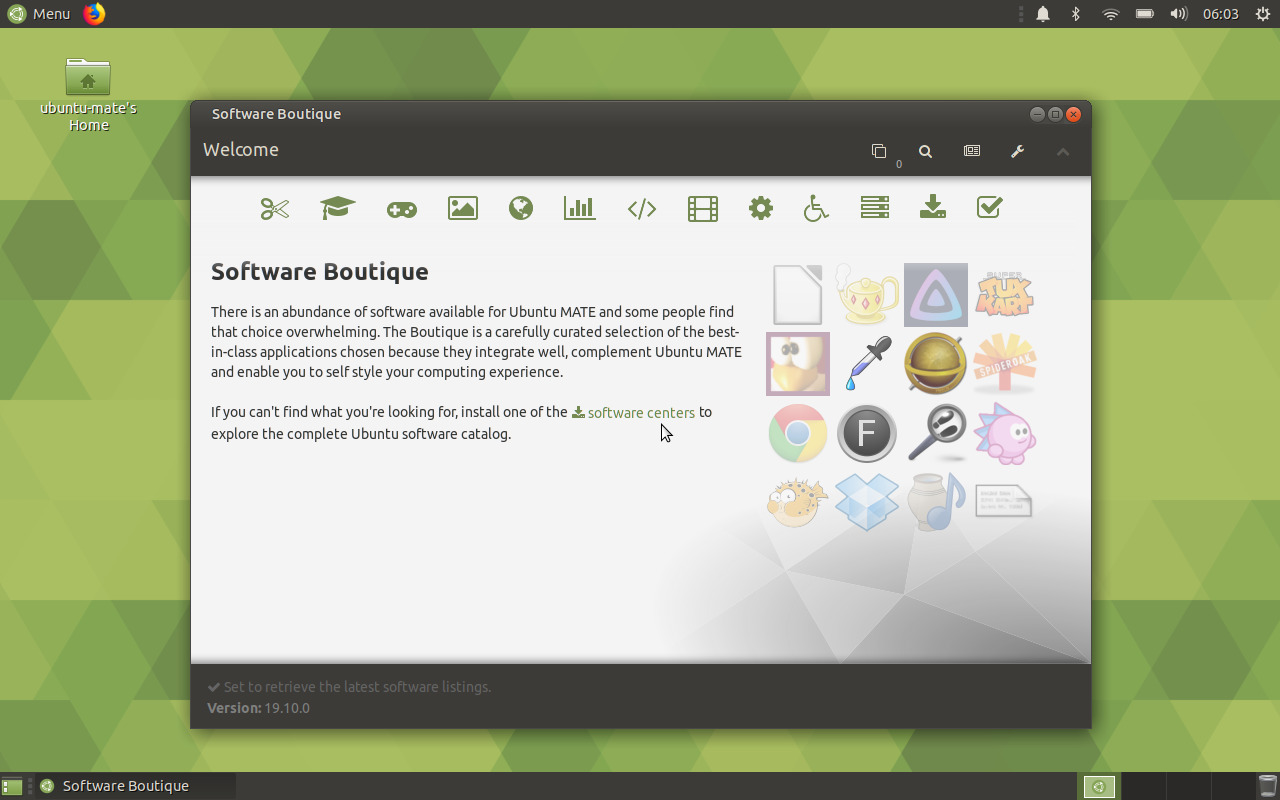 Menu
06:03
ubuntu-mate's
Home
Software Boutique
Welcome
0
Software Boutique
There is an abundance of software available for Ubuntu MATE and some people find
that choice overwhelming. The Boutique is a carefully curated selection of the best-
in-class applications chosen because they integrate well, complement Ubuntu MATE
and enable you to self style your computing experience.
If you can't find what you're looking for, install one of the software centers to
explore the complete Ubuntu software catalog.
SUPER
TUX
KART
SPIDEROAK
F
Set to retrieve the latest software listings.
Version: 19.10.0
Software Boutique